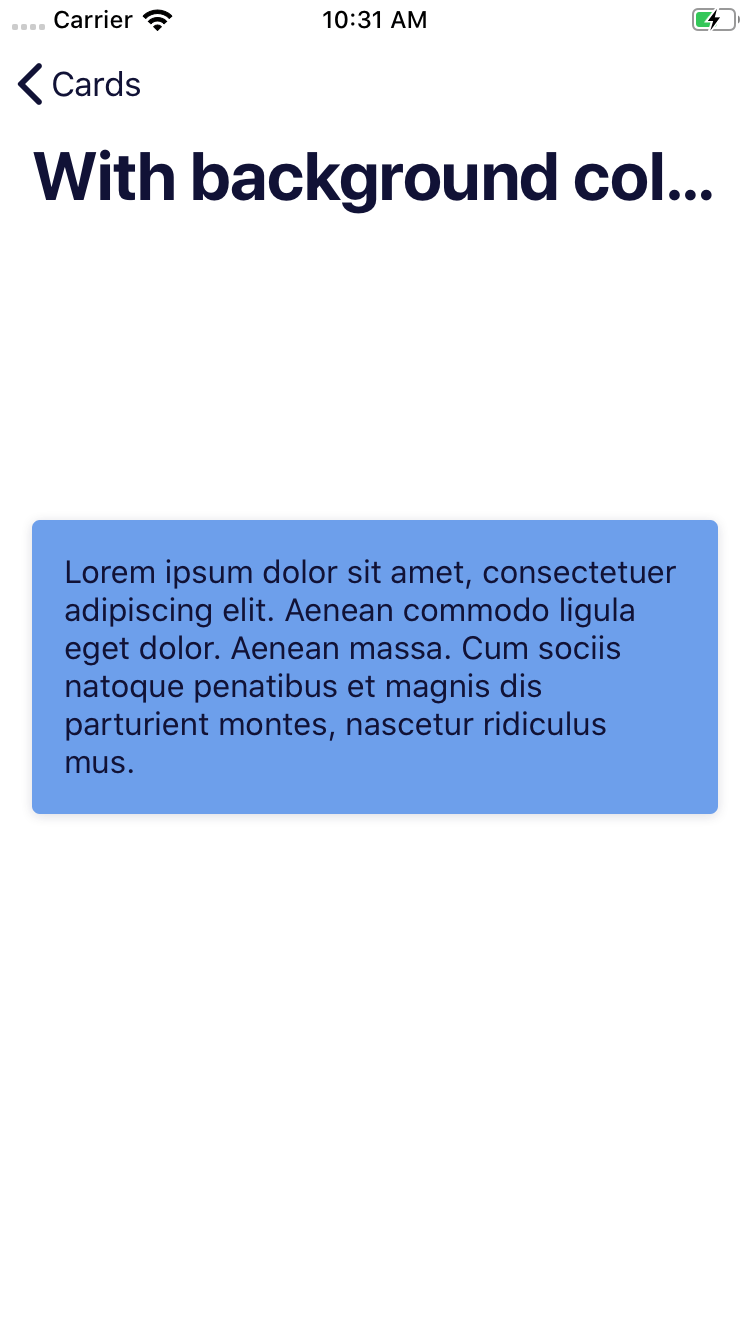 Carrier 10:31 AM
Cards
With background col...
Lorem ipsum dolor sit amet, consectetuer
adipiscing elit. Aenean commodo ligula
eget dolor. Aenean massa. Cum sociis
natoque penatibus et magnis dis
parturient montes, nascetur ridiculus
mus.